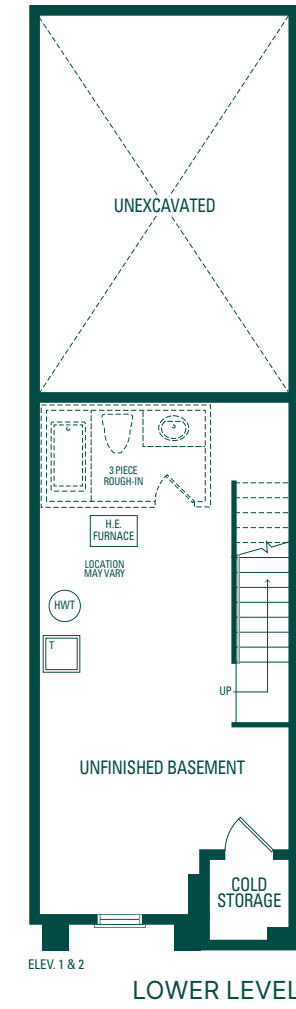 UNEXCAVATED
3 PIECE
ROUGH-IN
H.E.
FURNACE
LOCATION
MAY VARY
HWT
T
UP
UNFINISHED BASEMENT
COLD
STORAGE
ELEV. 1 & 2
LOWER LEVEL